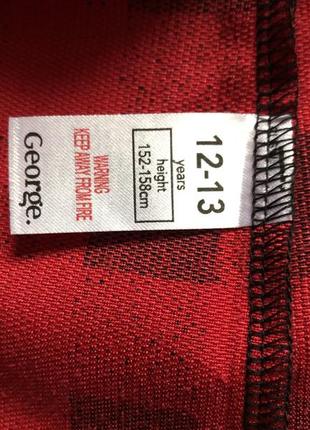 12-13
years
height
152-158cm
WARNING
KEEP AWAY FROM FIRE
George.